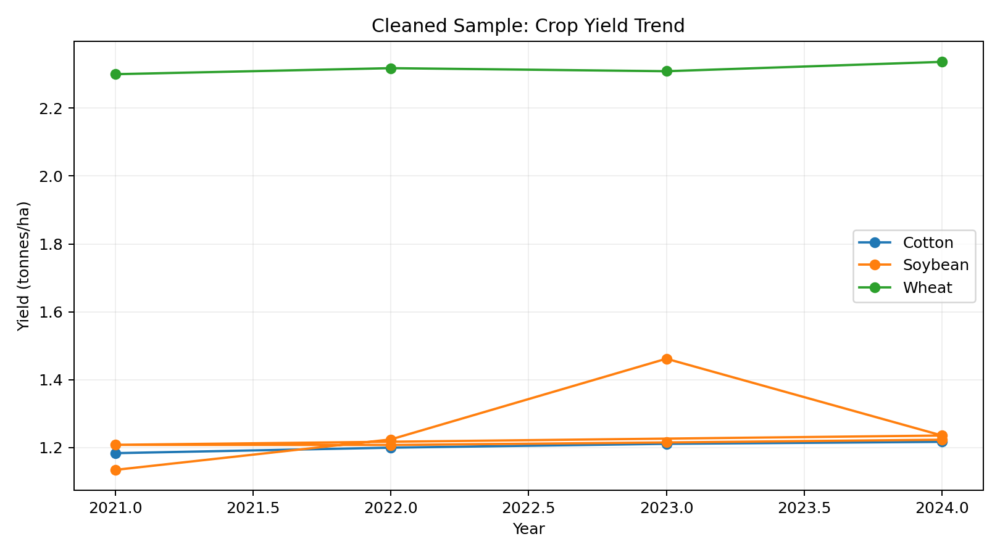 Cleaned Sample: Crop Yield Trend
Yield (tonnes/ha)
2.2
2.0
1.8
1.6
1.4
1.2
Cotton
Soybean
Wheat
2021.0 2021.5 2022.0 2022.5 2023.0 2023.5 2024.0
Year